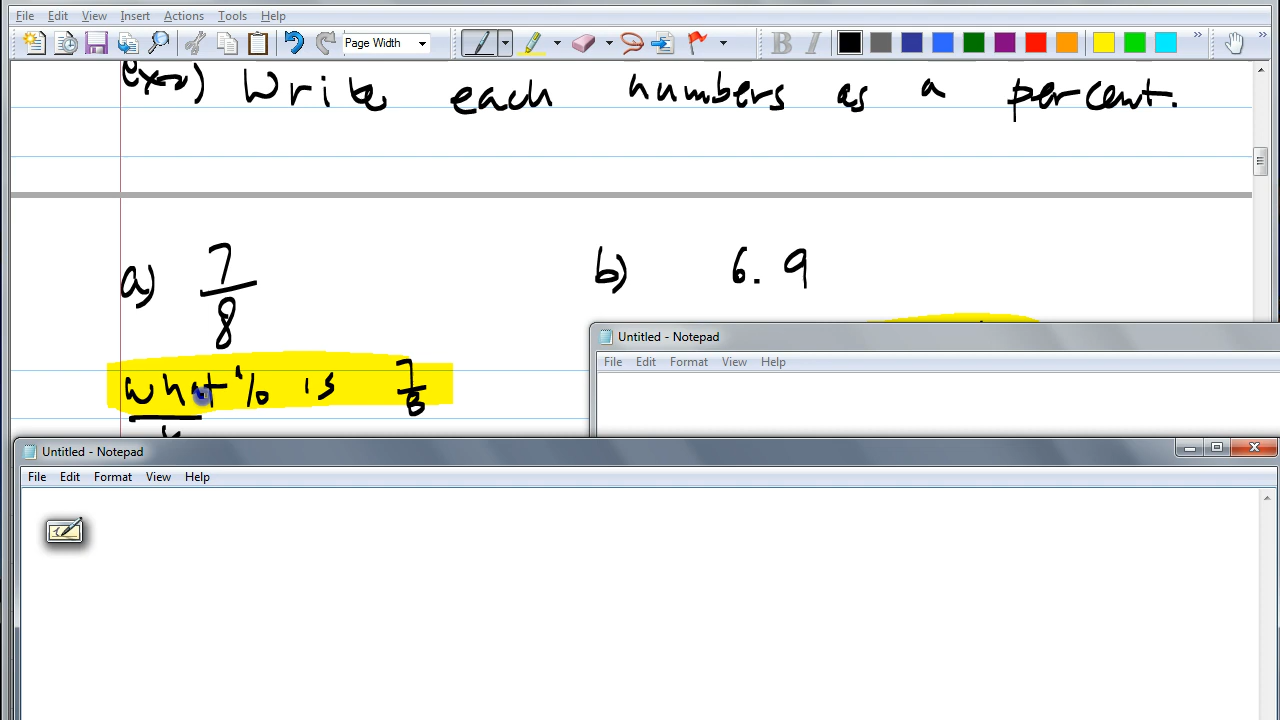 File Edit View Insert Actions Tools Help
Page Width
B I
Write each numbers as a percent.
a) 7/8
b) 6.9
what % is 7/8
Untitled - Notepad
File Edit Format View Help
Untitled - Notepad
File Edit Format View Help